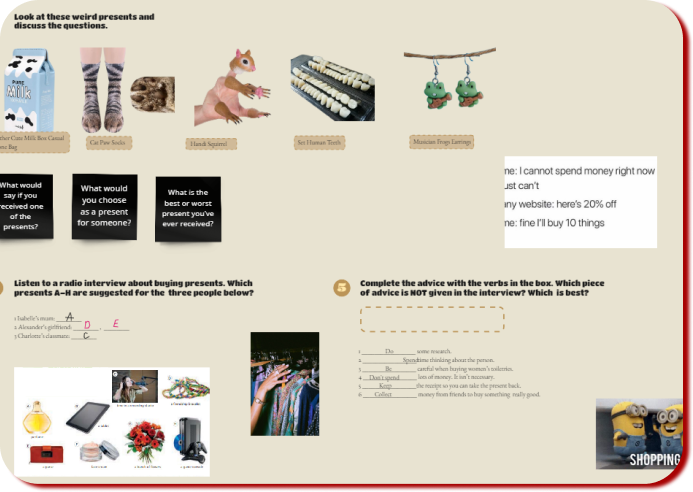 Look at these weird presents and
discuss the questions.
Milk
ther Cute Milk Box Casual
Bag
Cat Paw Socks
Hands Squirrel
Set Human Teeth
Musician Frogs Earrings
What would
say if you
received one
of the
presents?
What would
you choose
as a present
for someone?
What is the
best or worst
present you've
ever received?
me: I cannot spend money right now
ust can't
any website: here's 20% off
me: fine I'll buy 10 things
Listen to a radio interview about buying presents. Which
presents A–H are suggested for the three people below?
1 Isabelle's mum: A
2 Alexander's girlfriend: D , E
3 Charlotte's classmate: C
5
Complete the advice with the verbs in the box. Which piece
of advice is NOT given in the interview? Which is best?
1 Do some research.
2 Spend time thinking about the person.
3 Be careful when buying women's toiletries.
4 Don't spend lots of money. It isn't necessary.
5 Keep the receipt so you can take the present back.
6 Collect money from friends to buy something really good.
SHOPPING